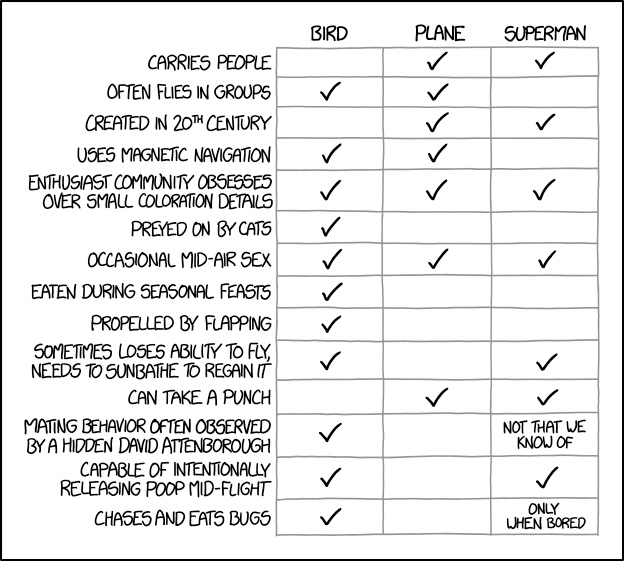 BIRD PLANE SUPERMAN
CARRIES PEOPLE ✓ ✓
OFTEN FLIES IN GROUPS ✓ ✓
CREATED IN 20TH CENTURY ✓ ✓
USES MAGNETIC NAVIGATION ✓ ✓
ENTHUSIAST COMMUNITY OBSESSES
OVER SMALL COLORATION DETAILS ✓ ✓ ✓
PREYED ON BY CATS ✓
OCCASIONAL MID-AIR SEX ✓ ✓ ✓
EATEN DURING SEASONAL FEASTS ✓
PROPELLED BY FLAPPING ✓
SOMETIMES LOSES ABILITY TO FLY,
NEEDS TO SUNBATHE TO REGAIN IT ✓ ✓
CAN TAKE A PUNCH ✓ ✓
MATING BEHAVIOR OFTEN OBSERVED
BY A HIDDEN DAVID ATTENBOROUGH ✓
NOT THAT WE
KNOW OF
CAPABLE OF INTENTIONALLY
RELEASING POOP MID-FLIGHT ✓ ✓
CHASES AND EATS BUGS ✓
ONLY
WHEN BORED